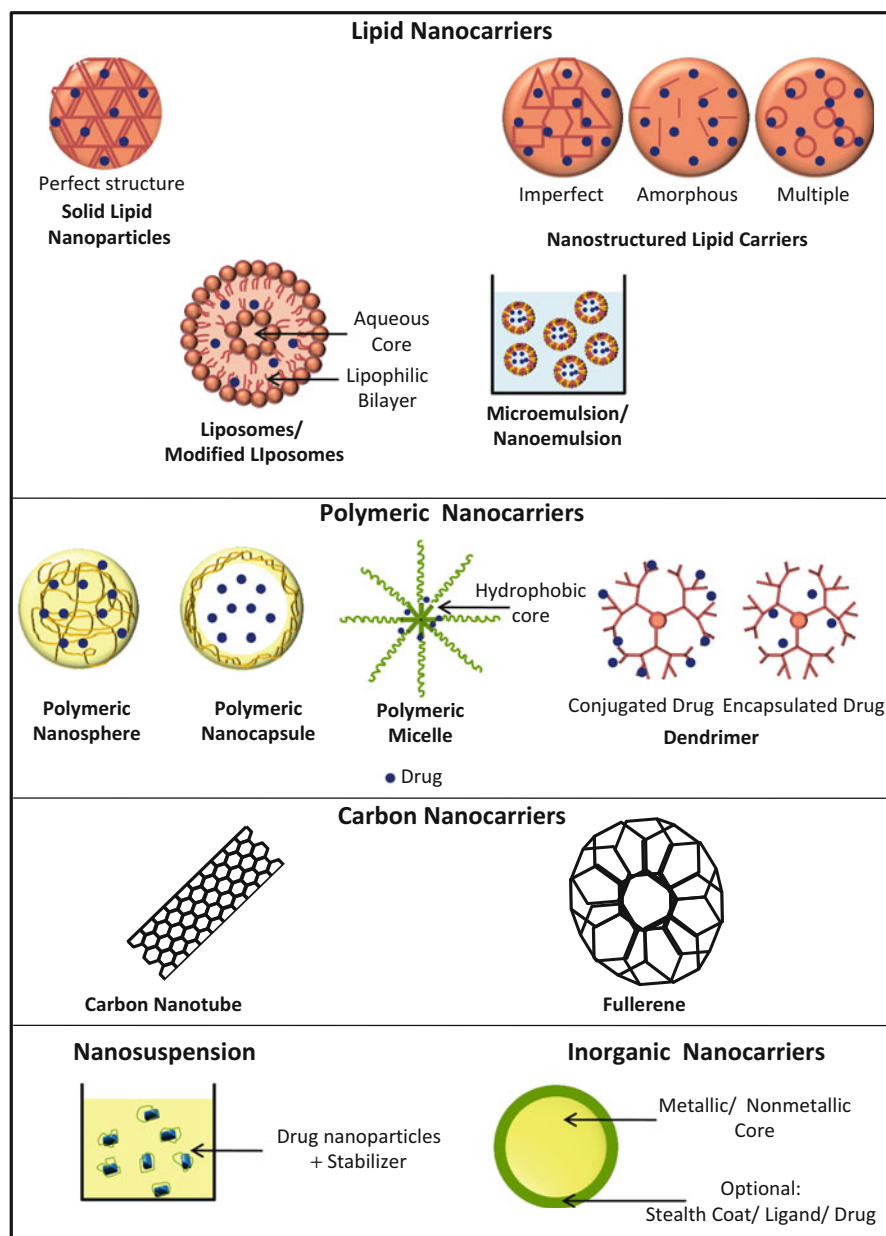 Lipid Nanocarriers
Perfect structure
Solid Lipid
Nanoparticles
Imperfect
Amorphous
Multiple
Nanostructured Lipid Carriers
Aqueous
Core
Lipophilic
Bilayer
Liposomes/
Modified LIposomes
Microemulsion/
Nanoemulsion
Polymeric Nanocarriers
Polymeric
Nanosphere
Polymeric
Nanocapsule
Hydrophobic
core
Polymeric
Micelle
Conjugated Drug
Encapsulated Drug
Dendrimer
Drug
Carbon Nanocarriers
Carbon Nanotube
Fullerene
Nanosuspension
Drug nanoparticles
+ Stabilizer
Inorganic Nanocarriers
Metallic/ Nonmetallic
Core
Optional:
Stealth Coat/ Ligand/ Drug